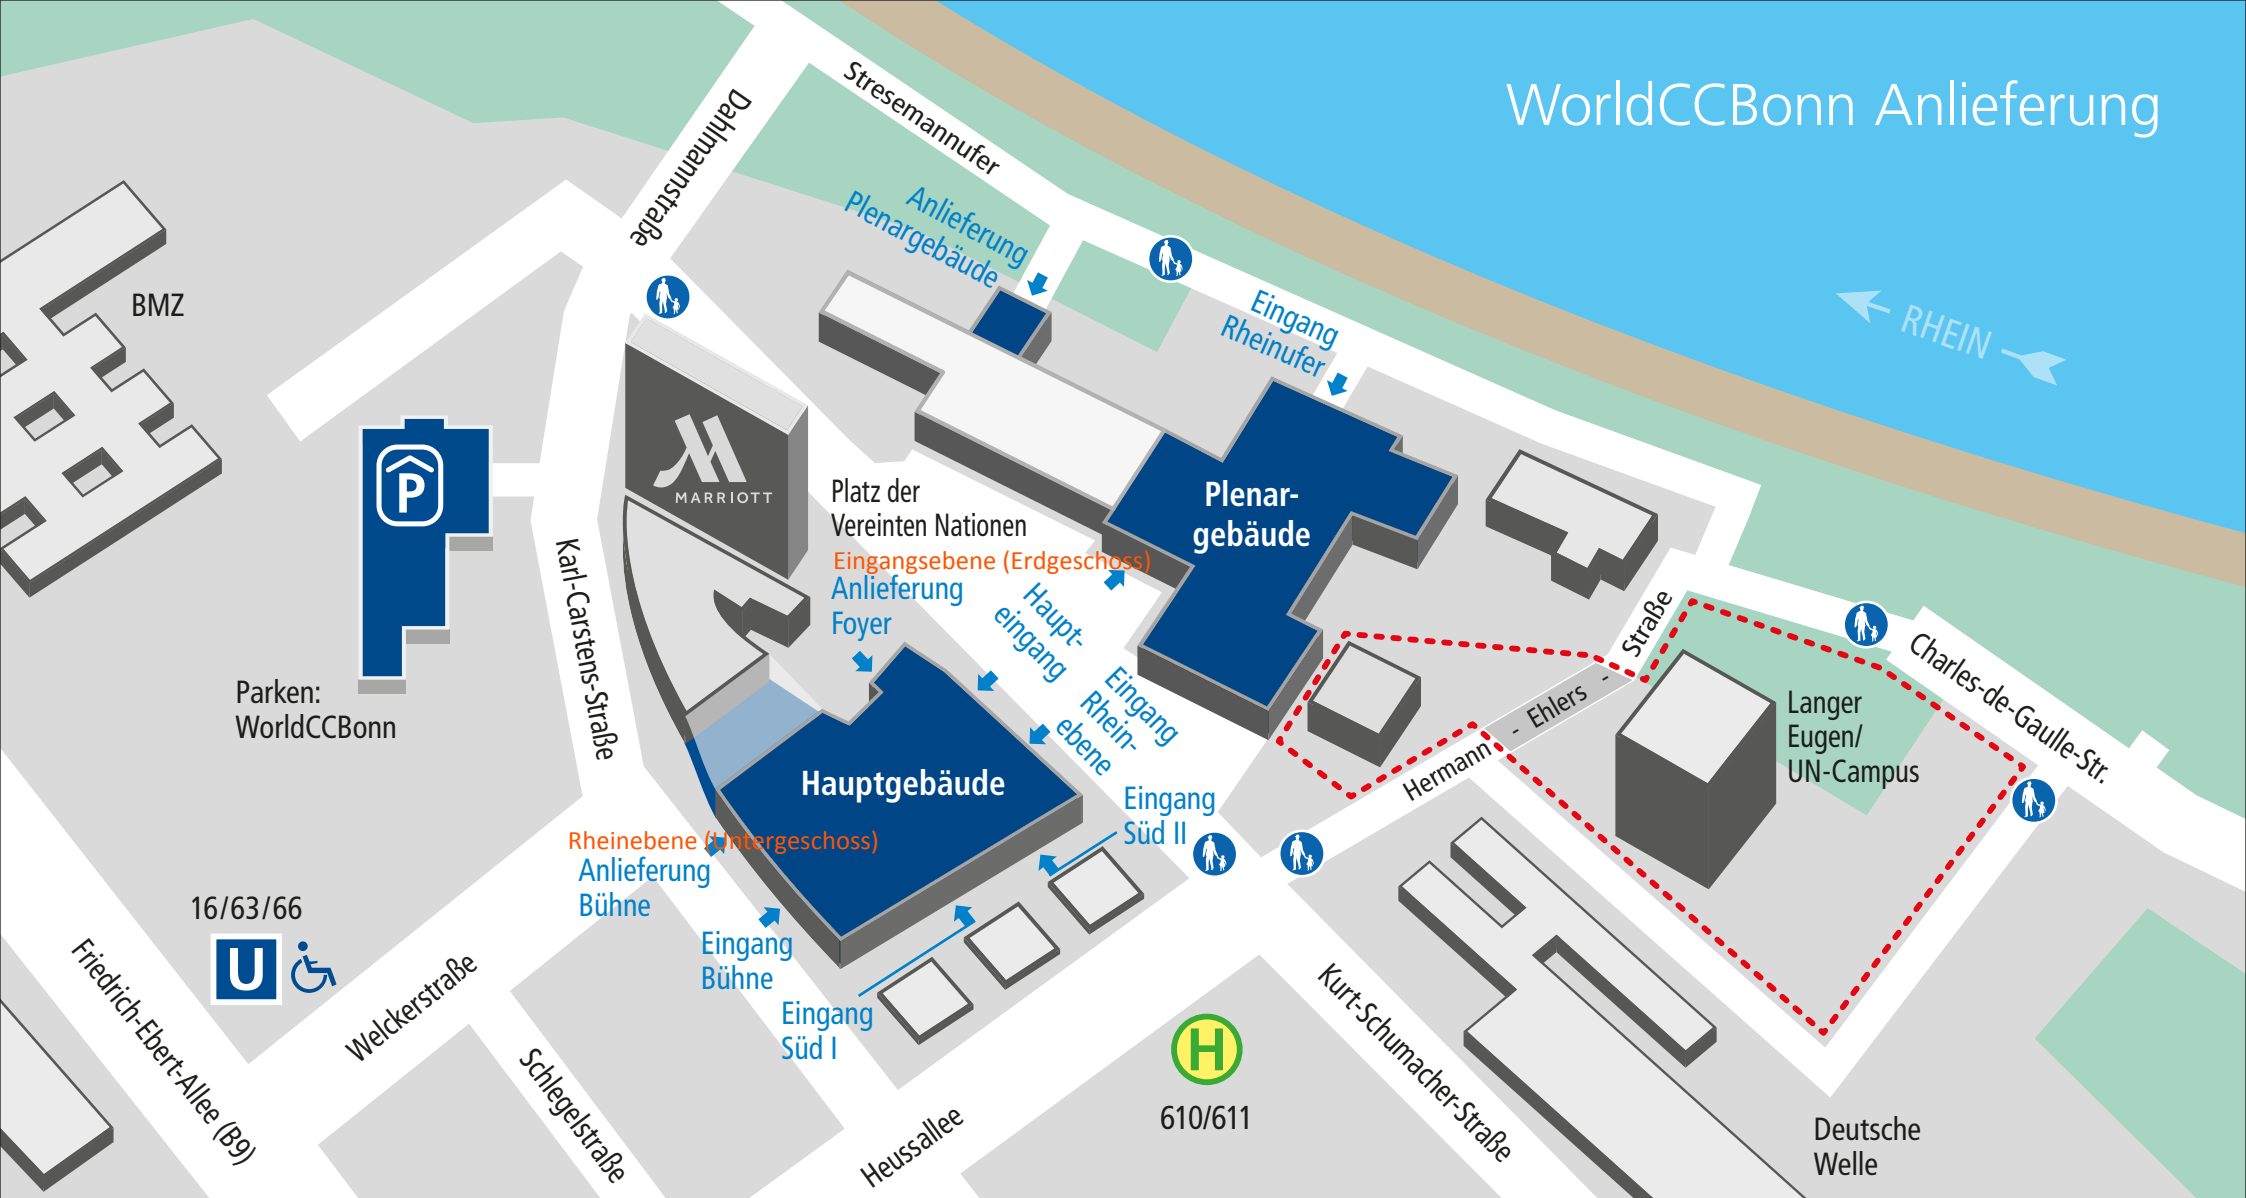 WorldCCBonn Anlieferung
Stresemannufer
Dahlmannstraße
Anlieferung
Plenargebäude
Eingang
Rheinufer
RHEIN
BMZ
P
MARRIOTT
Platz der
Vereinten Nationen
Eingangsebene (Erdgeschoss)
Anlieferung
Foyer
Plenar-
gebäude
Haupt-
eingang
Eingang
Rhein-
ebene
Karl-Carstens-Straße
Parken:
WorldCCBonn
Hauptgebäude
Hermann - Ehlers - Straße
Charles-de-Gaulle-Str.
Langer
Eugen/
UN-Campus
Eingang
Süd II
Rheinebene (Untergeschoss)
Anlieferung
Bühne
Eingang
Bühne
Eingang
Süd I
16/63/66
U
Friedrich-Ebert-Allee (B9)
Welckerstraße
Schlegelstraße
Heussallee
H
610/611
Kurt-Schumacher-Straße
Deutsche
Welle